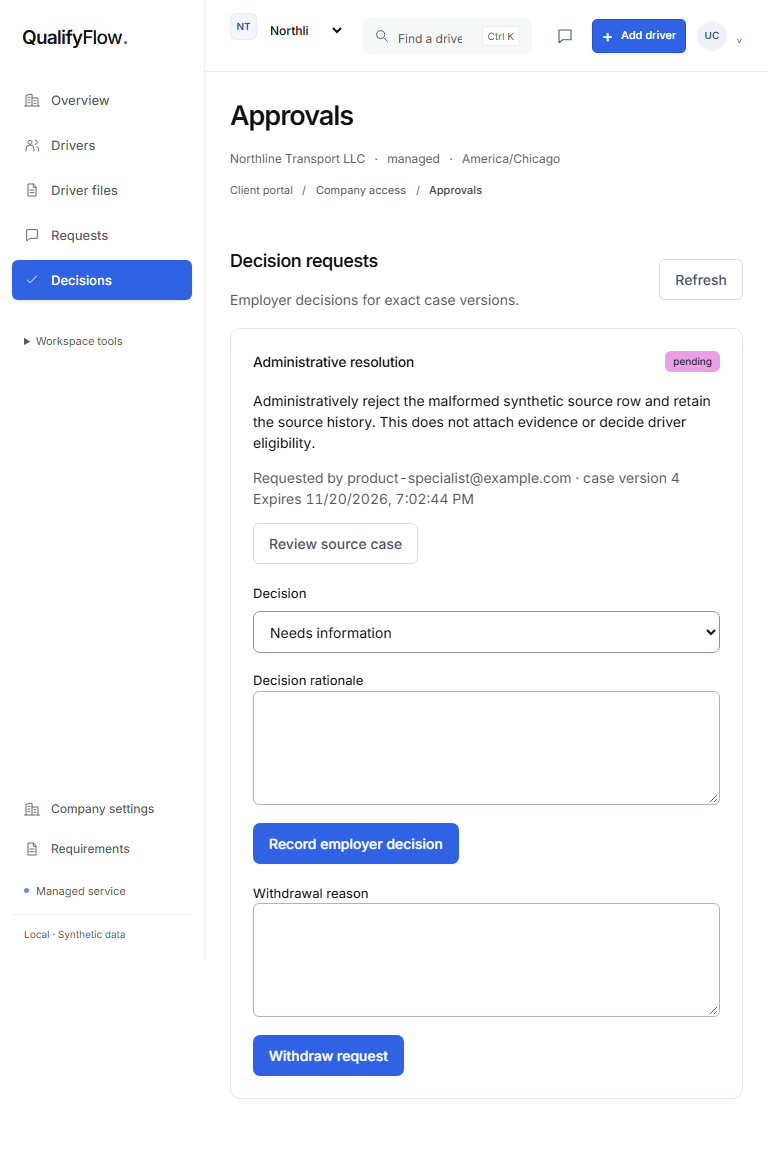 QualifyFlow.
NT
Northli
Find a drive
Ctrl K
+ Add driver
UC
Overview
Drivers
Driver files
Requests
Decisions
Workspace tools
Company settings
Requirements
Managed service
Local · Synthetic data
Approvals
Northline Transport LLC · managed · America/Chicago
Client portal / Company access / Approvals
Decision requests
Employer decisions for exact case versions.
Refresh
Administrative resolution
pending
Administratively reject the malformed synthetic source row and retain
the source history. This does not attach evidence or decide driver
eligibility.
Requested by product-specialist@example.com · case version 4
Expires 11/20/2026, 7:02:44 PM
Review source case
Decision
Needs information
Decision rationale
Record employer decision
Withdrawal reason
Withdraw request